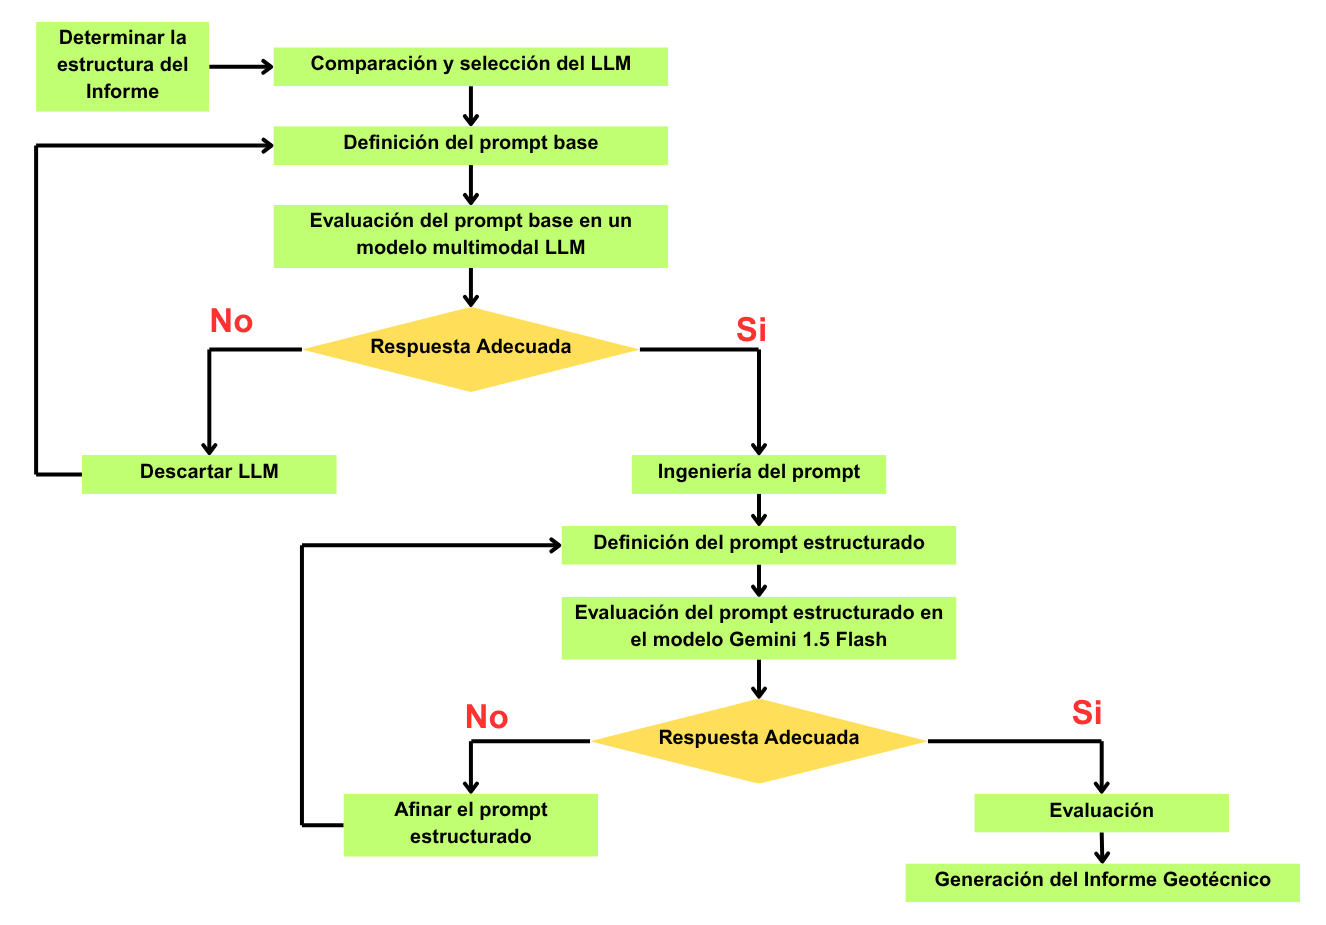 Determinar la
estructura del
Informe
Comparación y selección del LLM
Definición del prompt base
Evaluación del prompt base en un
modelo multimodal LLM
No
Si
Respuesta Adecuada
Descartar LLM
Ingeniería del prompt
Definición del prompt estructurado
Evaluación del prompt estructurado en
el modelo Gemini 1.5 Flash
No
Si
Respuesta Adecuada
Afinar el prompt
estructurado
Evaluación
Generación del Informe Geotécnico